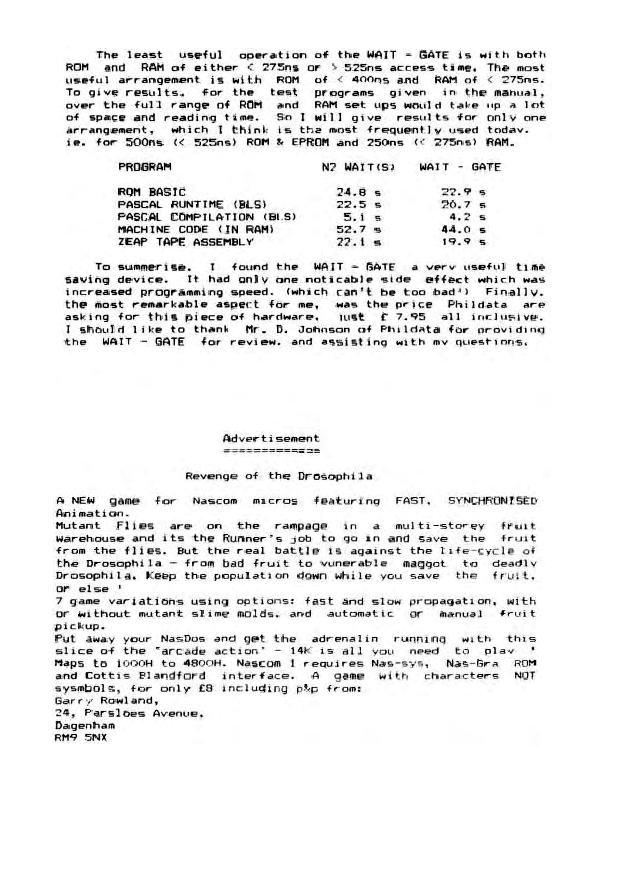 The least useful operation of the WAIT - GATE is with both
ROM and RAM of either < 275ns or > 525ns access time. The most
useful arrangement is with ROM of < 400ns and RAM of < 275ns.
To give results, for the test programs given in the manual,
over the full range of ROM and RAM set ups would take up a lot
of space and reading time. So I will give results for only one
arrangement, which I think is the most frequently used today.
ie. for 500ns (< 525ns) ROM & EPROM and 250ns (< 275ns) RAM.
PROGRAM N2 WAIT(S) WAIT - GATE
ROM BASIC 24.8 s 22.9 s
PASCAL RUNTIME (BLS) 22.5 s 20.7 s
PASCAL COMPILATION (BLS) 5.1 s 4.2 s
MACHINE CODE (IN RAM) 52.7 s 44.0 s
ZEAP TAPE ASSEMBLY 22.1 s 19.9 s
To summerise, I found the WAIT - GATE a very useful time
saving device. It had only one noticable side effect which was
increased programming speed. (which can't be too bad!) Finally,
the most remarkable aspect for me, was the price Phildata are
asking for this piece of hardware, just £ 7.95 all inclusive.
I should like to thank Mr. D. Johnson of Phildata for providing
the WAIT - GATE for review, and assisting with my questions.
Advertisement
=============
Revenge of the Drosophila
A NEW game for Nascom micros featuring FAST, SYNCHRONISED
Animation.
Mutant Flies are on the rampage in a multi-storey fruit
warehouse and its the Runner's job to go in and save the fruit
from the flies. But the real battle is against the life-cycle of
the Drosophila - from bad fruit to vunerable maggot to deadly
Drosophila. Keep the population down while you save the fruit,
or else !
7 game variations using options: fast and slow propagation, with
or without mutant slime molds, and automatic or manual fruit
pickup.
Put away your NasDos and get the adrenalin running with this
slice of the "arcade action" - 14K is all you need to play !
Maps to 1000H to 4800H. Nascom 1 requires Nas-sys, Nas-Gra ROM
and Cottis Blandford interface. A game with characters NOT
sysmbols, for only £8 including p&p from:
Garry Rowland,
24, Parsloes Avenue,
Dagenham
RM9 5NX